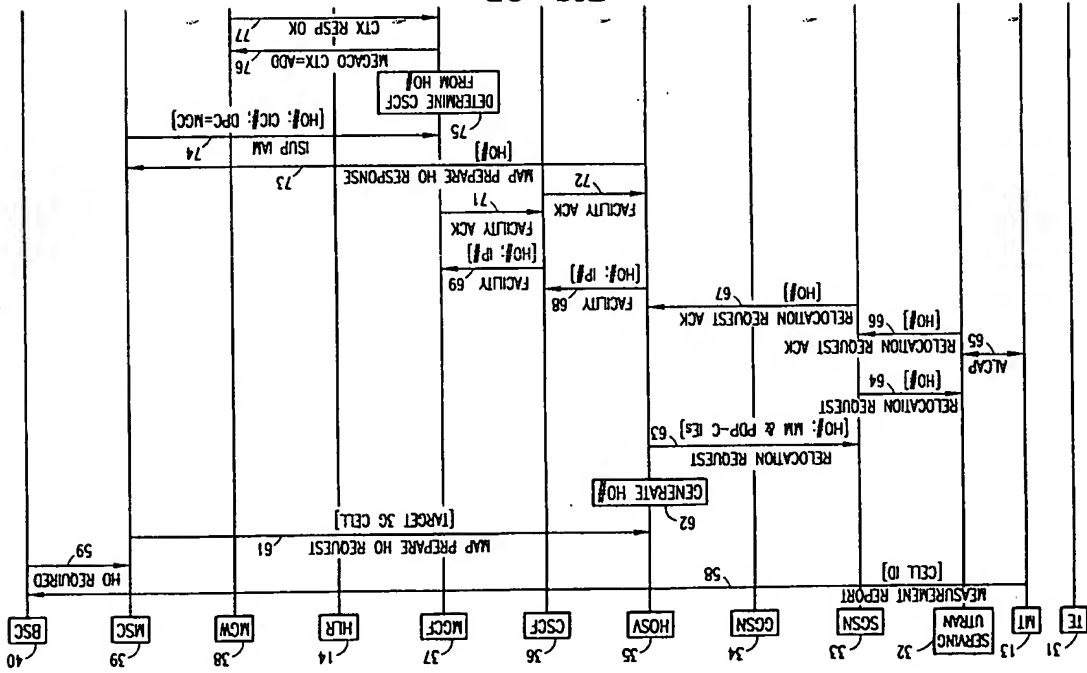 31
13
32
33
34
35
36
37
14
38
39
40
TE
MT
SERVING
UTRAN
SGSN
GGSN
HOSV
CSCF
MGCF
HLR
MGW
MSC
BSC
MEASUREMENT REPORT
[CELL ID]
58
HO REQUIRED
59
MAP PREPARE HO REQUEST
61
[TARGET 3G CELL]
62
GENERATE HO#
RELOCATION REQUEST
[HO#; MM & PDP-C IEs]
63
RELOCATION REQUEST
[HO#]
64
ALCAP
65
RELOCATION REQUEST ACK
[HO#]
66
RELOCATION REQUEST ACK
[HO#]
67
FACILITY
68
[HO#; IP#]
FACILITY
69
[HO#; IP#]
FACILITY ACK
71
FACILITY ACK
72
MAP PREPARE HO RESPONSE
73
[HO#]
ISUP IAM
74
[HO#; CIC#; DPC=MGC]
75
DETERMINE CSCF
FROM HO#
MEGACO CTX=ADD
76
CTX RESP OK
77